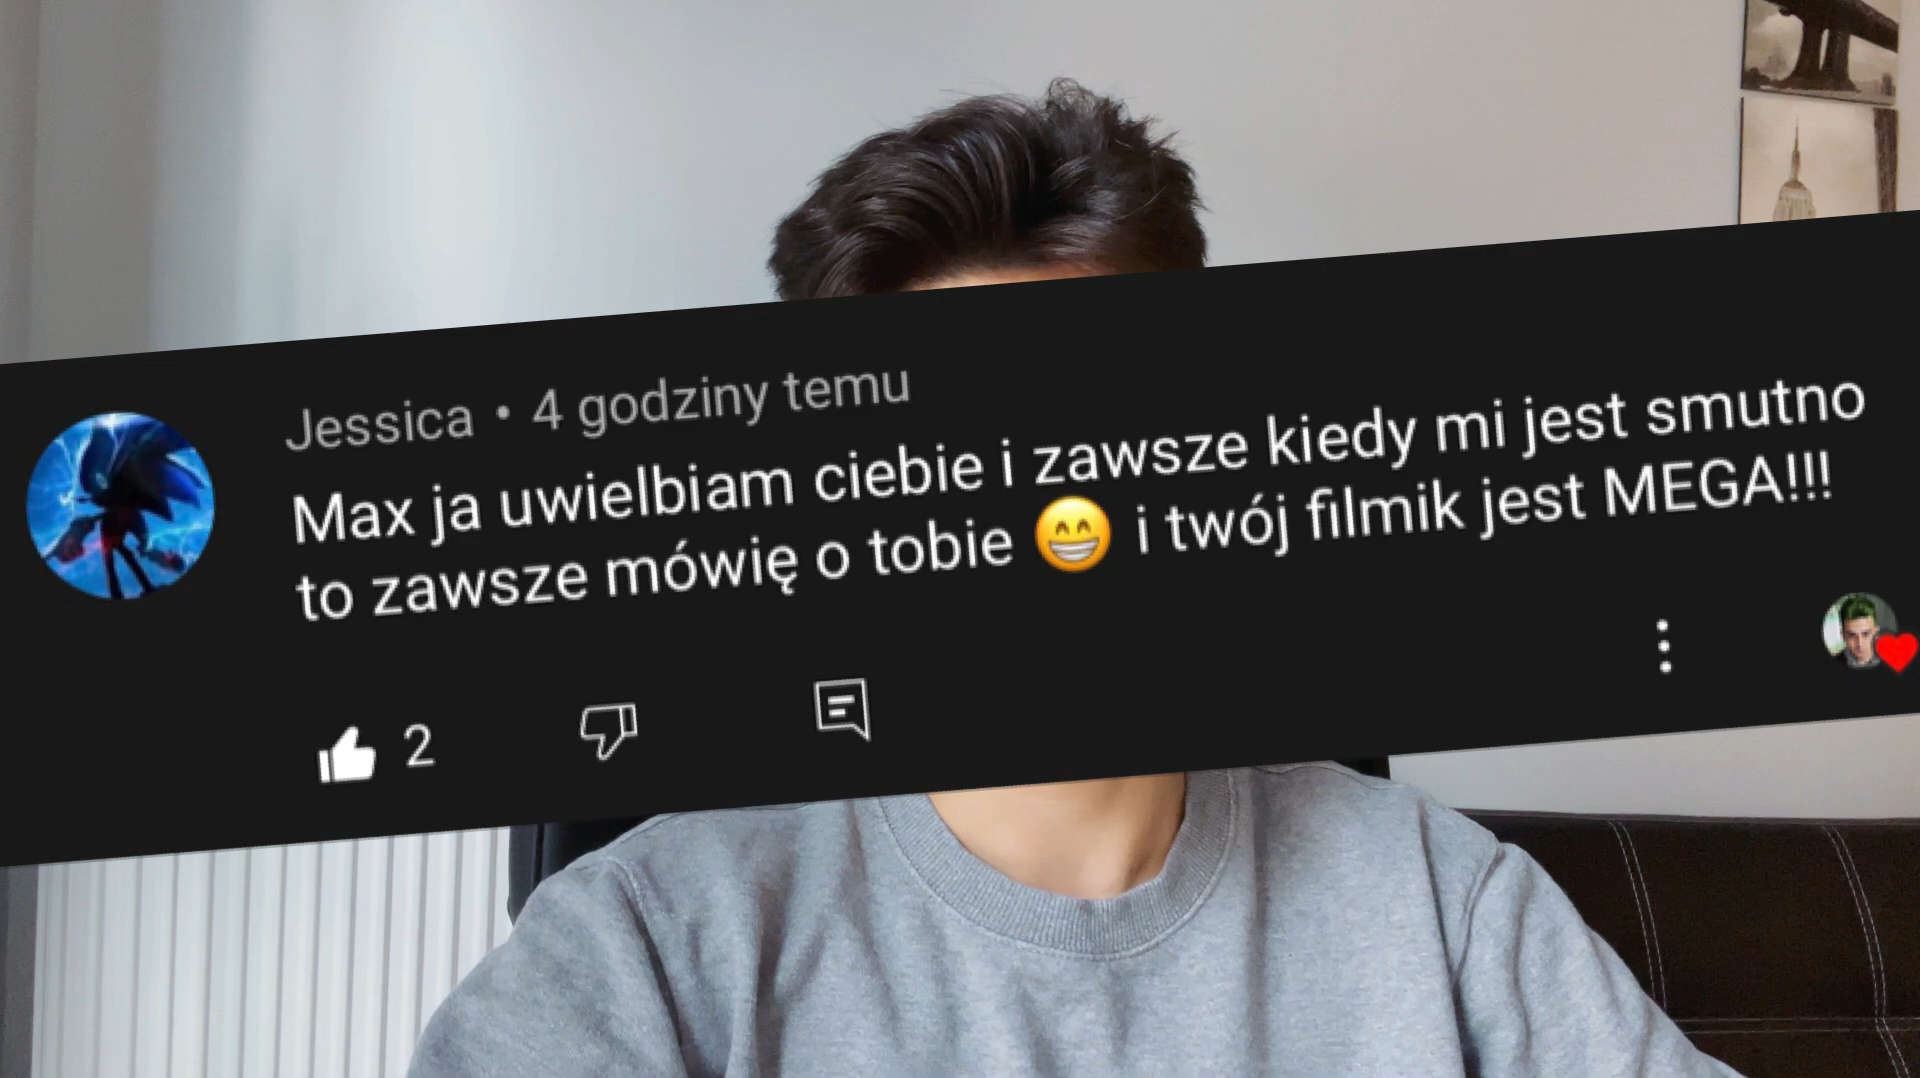 Jessica • 4 godziny temu
Max ja uwielbiam ciebie i zawsze kiedy mi jest smutno
to zawsze mówię o tobie 😁 i twój filmik jest MEGA!!!
2